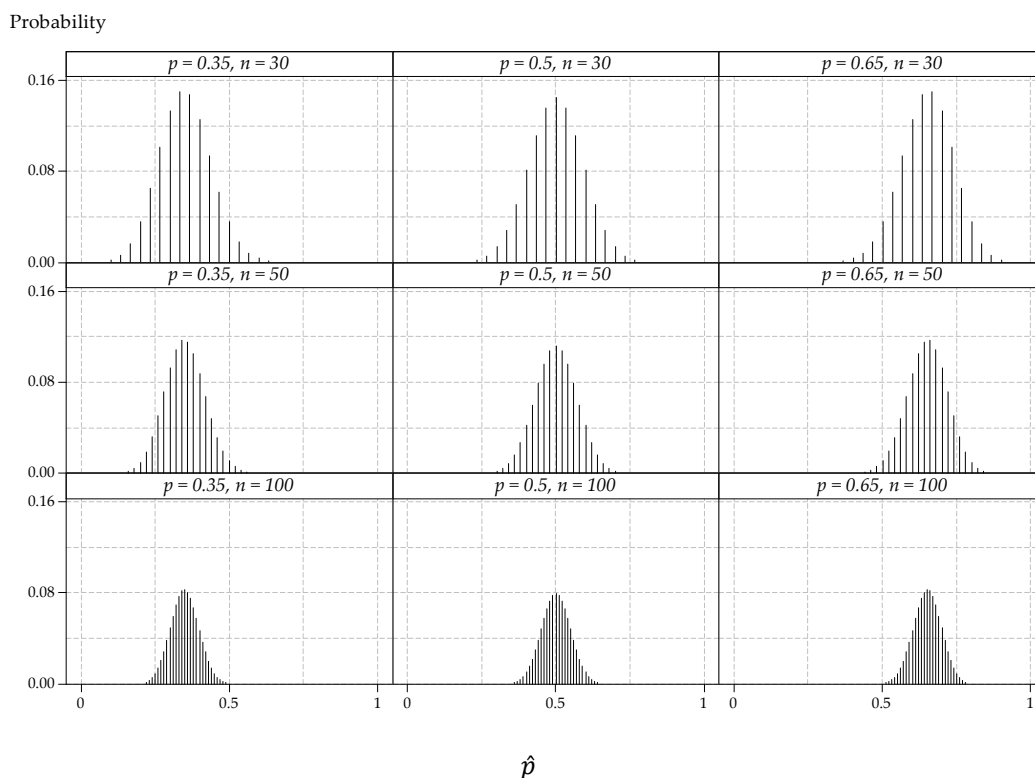 Probability
p = 0.35, n = 30 p = 0.5, n = 30 p = 0.65, n = 30
0.16
0.08
0.00
p = 0.35, n = 50 p = 0.5, n = 50 p = 0.65, n = 50
0.16
0.08
0.00
p = 0.35, n = 100 p = 0.5, n = 100 p = 0.65, n = 100
0.16
0.08
0.00
0 0.5 1 0 0.5 1 0 0.5 1
p̂